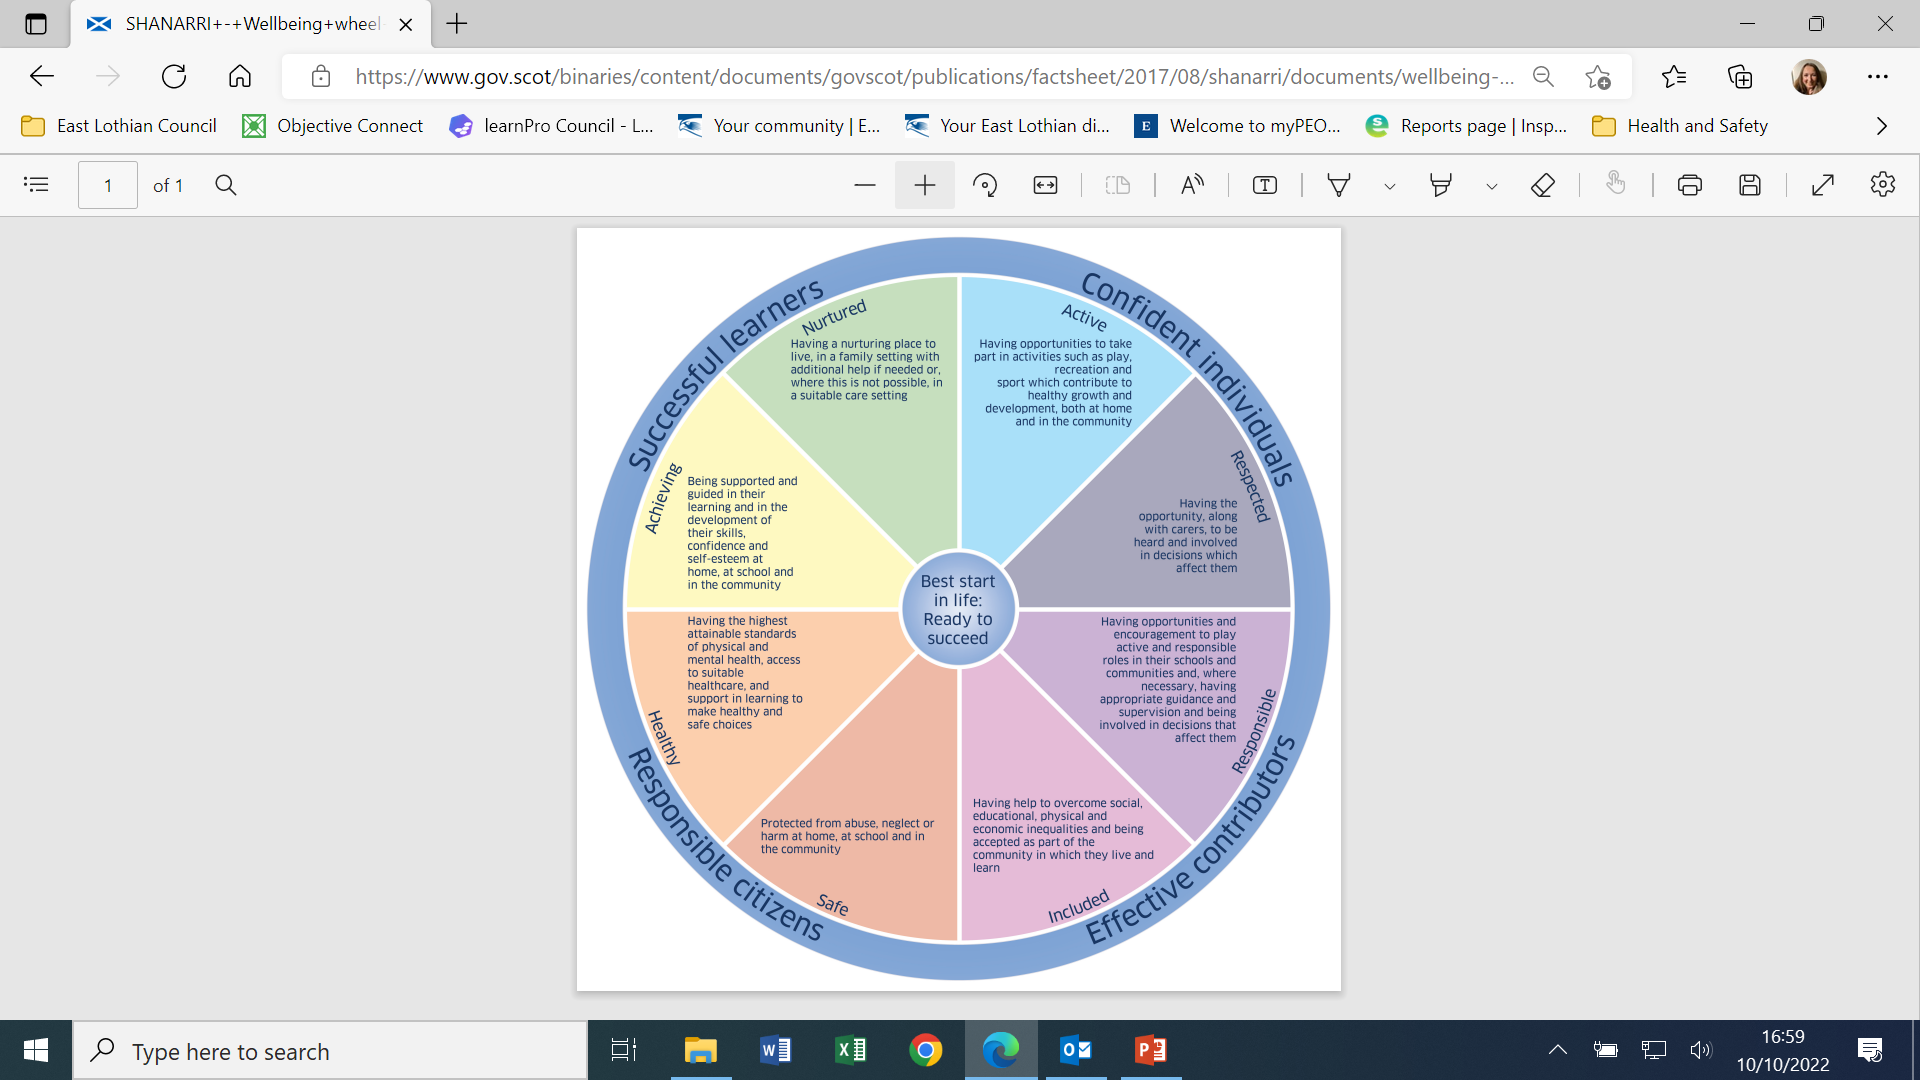 SHANARRI+-+Wellbeing+wheel
https://www.gov.scot/binaries/content/documents/govscot/publications/factsheet/2017/08/shanarri/documents/wellbeing-...
East Lothian Council
Objective Connect
learnPro Council - L...
Your community | E...
Your East Lothian di...
E
Welcome to myPEO...
Reports page | Insp...
Health and Safety
1
of 1
Successful learners
Confident individuals
Nurtured
Having a nurturing place to
live, in a family setting with
additional help if needed or,
where this is not possible, in
a suitable care setting
Active
Having opportunities to take
part in activities such as play,
recreation and
sport which contribute to
healthy growth and
development, both at home
and in the community
Achieving
Being supported and
guided in their
learning and in the
development of
their skills,
confidence and
self-esteem at
home, at school and
in the community
Respected
Having the
opportunity, along
with carers, to be
heard and involved
in decisions which
affect them
Best start
in life:
Ready to
succeed
Having the highest
attainable standards
of physical and
mental health, access
to suitable
healthcare, and
support in learning to
make healthy and
safe choices
Healthy
Having opportunities and
encouragement to play
active and responsible
roles in their schools and
communities and, where
necessary, having
appropriate guidance and
supervision and being
involved in decisions that
affect them
Responsible
Protected from abuse, neglect or
harm at home, at school and in
the community
Safe
Having help to overcome social,
educational, physical and
economic inequalities and being
accepted as part of the
community in which they live and
learn
Included
Responsible citizens
Effective contributors
Type here to search
16:59
10/10/2022